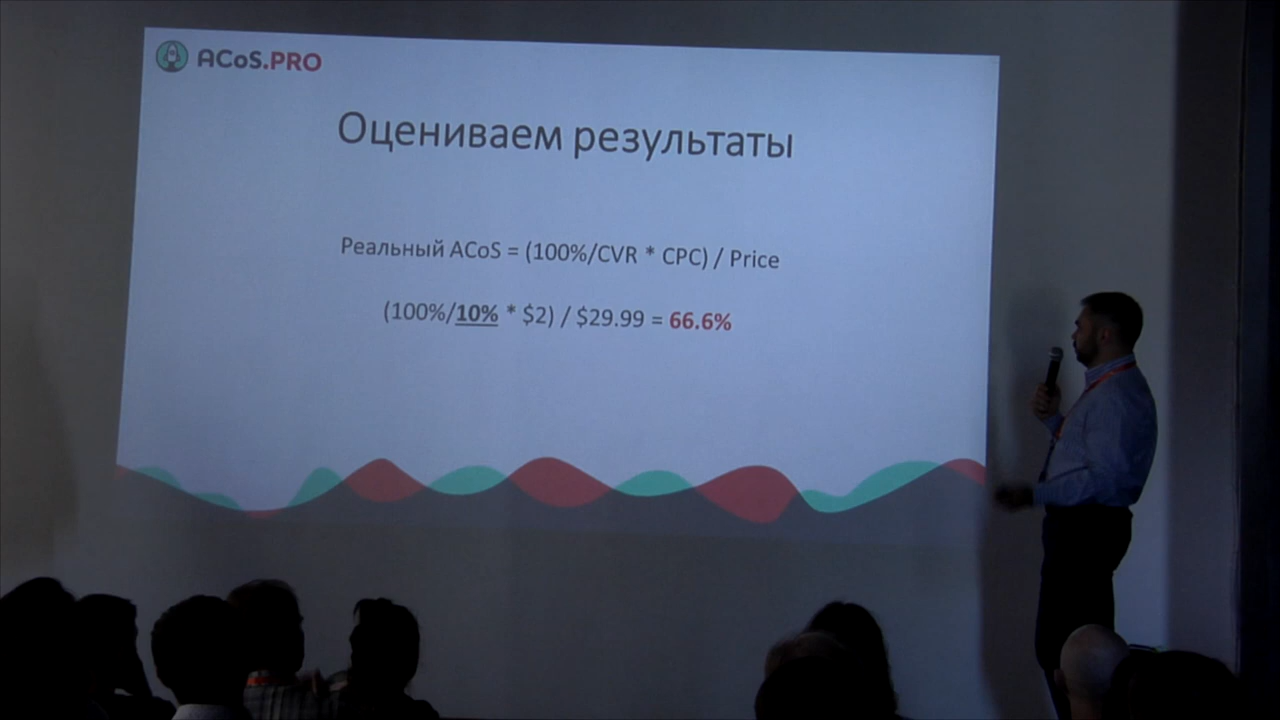 ACoS.PRO
Оцениваем результаты
Реальный ACoS = (100%/CVR * CPC) / Price
(100%/10% * $2) / $29.99 = 66.6%